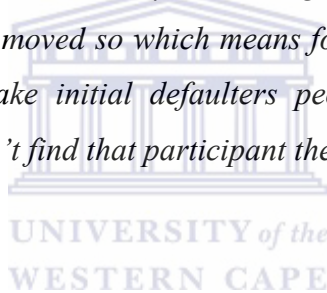 moved so which means fo
ake initial defaulters pe
't find that participant the
UNIVERSITY of the
WESTERN CAPE